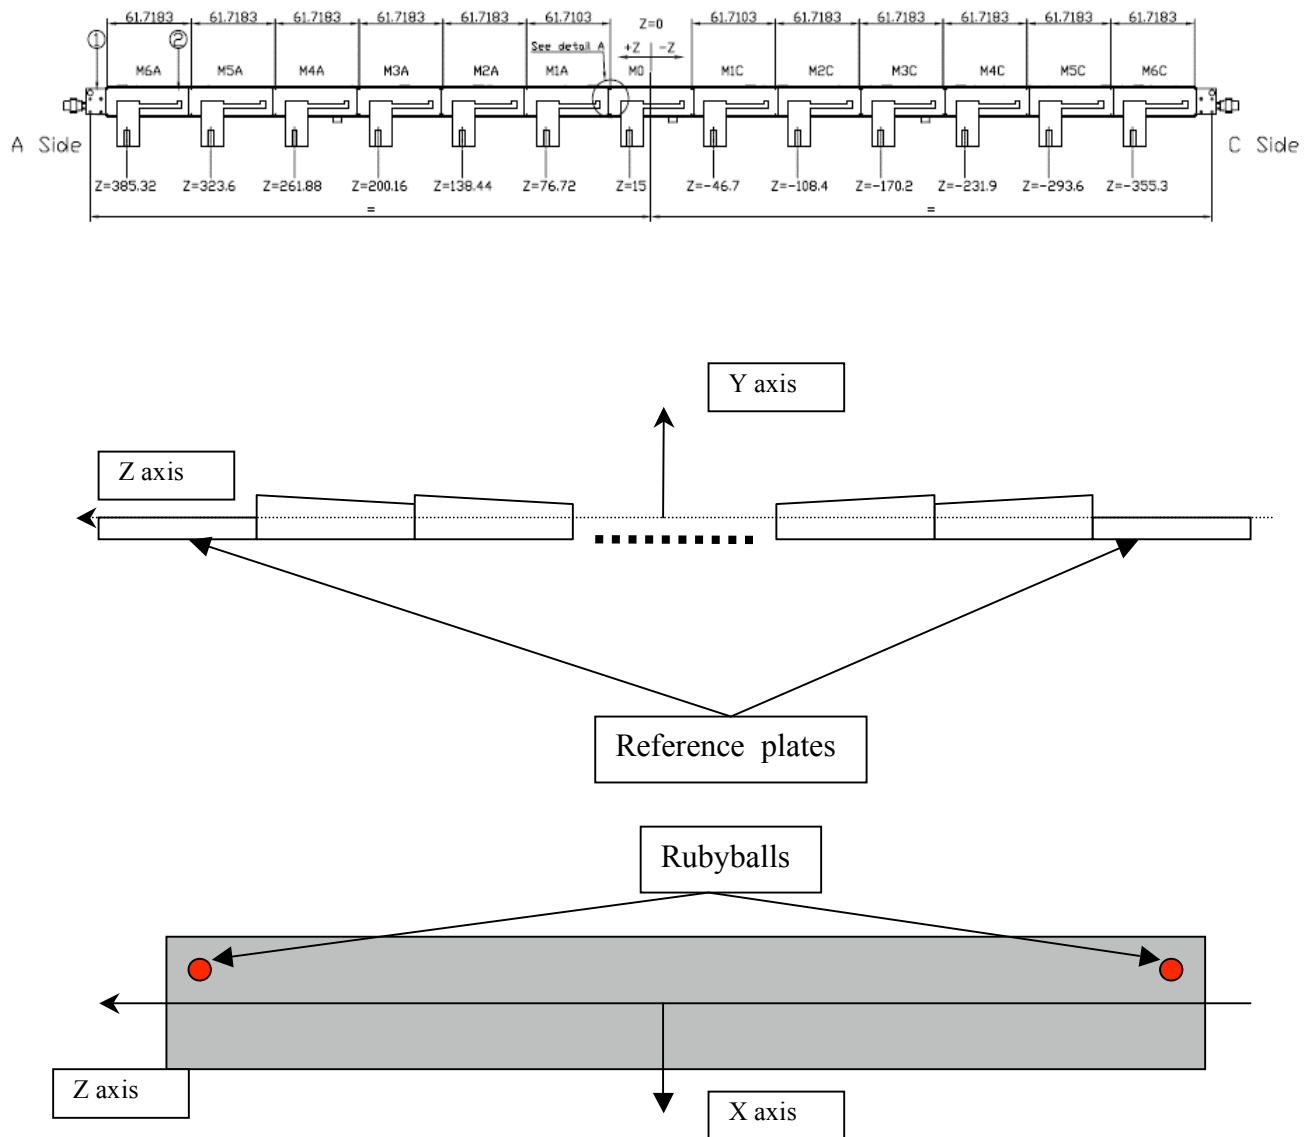 61.7183 61.7183 61.7183 61.7183 61.7183 61.7103 Z=0 61.7103 61.7183 61.7183 61.7183 61.7183 61.7183
1 2 See detail A +Z -Z
M6A M5A M4A M3A M2A M1A M0 M1C M2C M3C M4C M5C M6C
A Side C Side
Z=385.32 Z=323.6 Z=261.88 Z=200.16 Z=138.44 Z=76.72 Z=15 Z=-46.7 Z=-108.4 Z=-170.2 Z=-231.9 Z=-293.6 Z=-355.3
= =
Y axis
Z axis
Reference plates
Rubyballs
Z axis
X axis